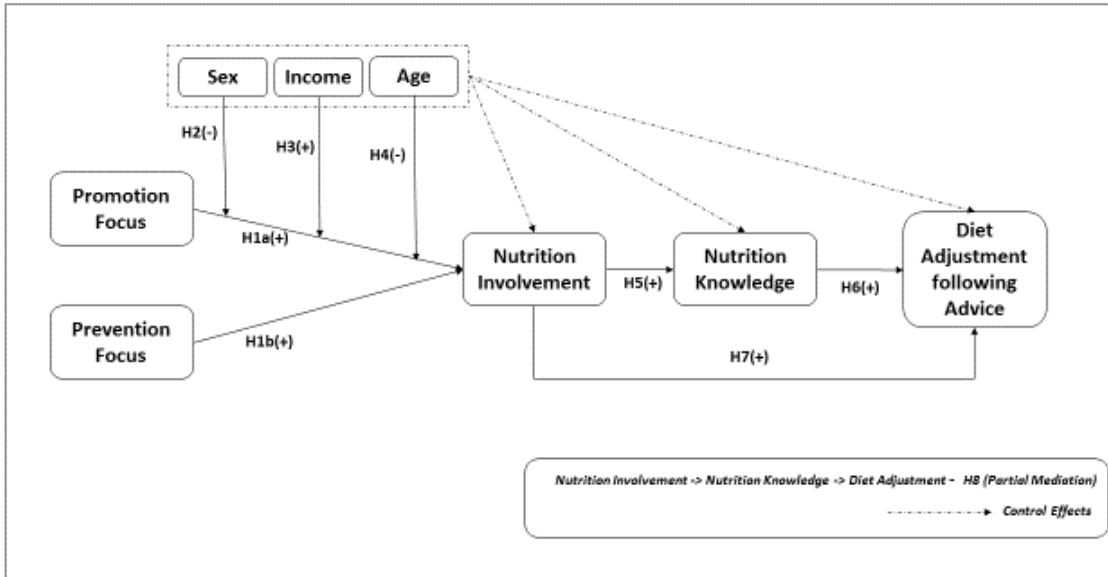 Sex
Income
Age
H2(-)
H3(+)
H4(-)
Promotion
Focus
H1a(+)
Nutrition
Involvement
H5(+)
Nutrition
Knowledge
H6(+)
Diet
Adjustment
following
Advice
Prevention
Focus
H1b(+)
H7(+)
Nutrition Involvement -> Nutrition Knowledge -> Diet Adjustment - H8 (Partial Mediation)
Control Effects